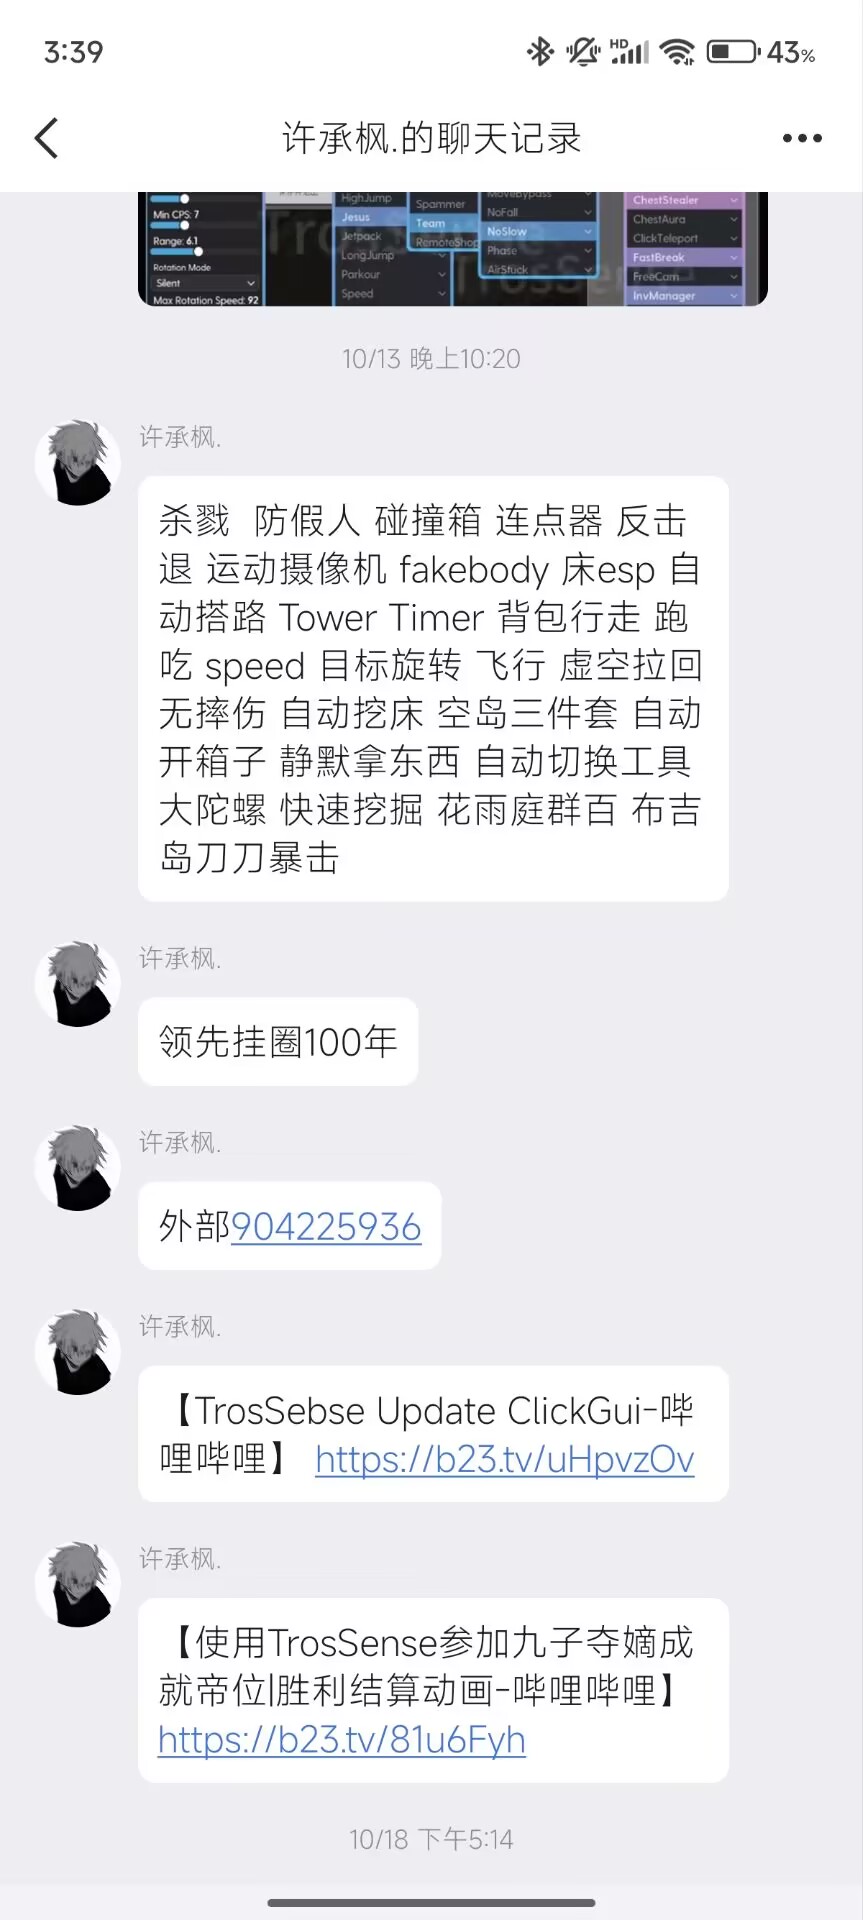 3:39
HD
43%
许承枫.的聊天记录
Min CPS: 7
Range: 6.1
Rotation Mode
Silent
Max Rotation Speed: 92
HighJump
Jesus
Jetpack
LongJump
Parkour
Speed
Spammer
Team
RemoteShop
MoveBypass
NoFall
NoSlow
Phase
AirStuck
ChestStealer
ChestAura
ClickTeleport
FastBreak
FreeCam
InvManager
10/13 晚上10:20
许承枫.
杀戮 防假人 碰撞箱 连点器 反击
退 运动摄像机 fakebody 床esp 自
动搭路 Tower Timer 背包行走 跑
吃 speed 目标旋转 飞行 虚空拉回
无摔伤 自动挖床 空岛三件套 自动
开箱子 静默拿东西 自动切换工具
大陀螺 快速挖掘 花雨庭群百 布吉
岛刀刀暴击
许承枫.
领先挂圈100年
许承枫.
外部904225936
许承枫.
【TrosSebse Update ClickGui-哔
哩哔哩】 https://b23.tv/uHpvzOv
许承枫.
【使用TrosSense参加九子夺嫡成
就帝位|胜利结算动画-哔哩哔哩】
https://b23.tv/81u6Fyh
10/18 下午5:14